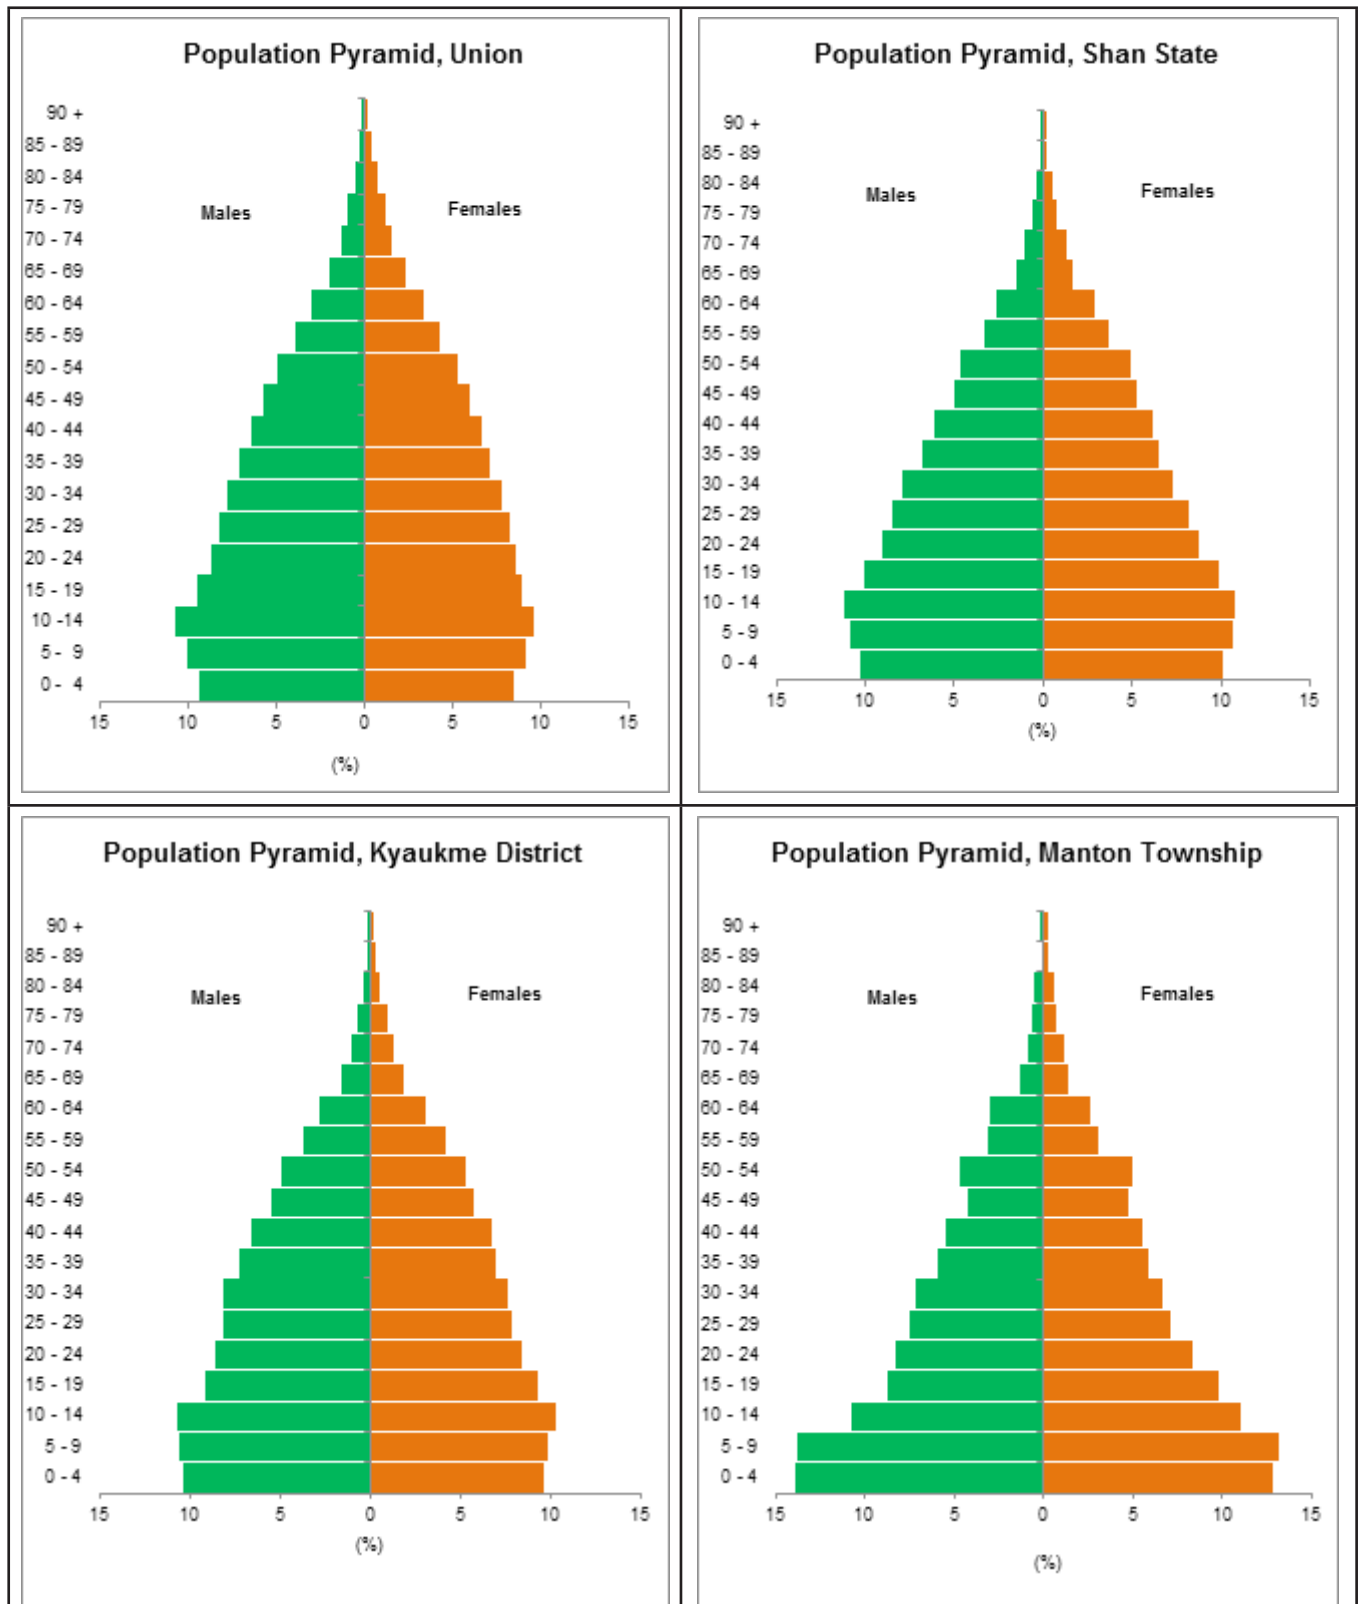 Population Pyramid, Union
90 +
85 - 89
80 - 84
75 - 79
70 - 74
65 - 69
60 - 64
55 - 59
50 - 54
45 - 49
40 - 44
35 - 39
30 - 34
25 - 29
20 - 24
15 - 19
10 -14
5 - 9
0 - 4
Males
Females
15 10 5 0 5 10 15
(%)
Population Pyramid, Shan State
90 +
85 - 89
80 - 84
75 - 79
70 - 74
65 - 69
60 - 64
55 - 59
50 - 54
45 - 49
40 - 44
35 - 39
30 - 34
25 - 29
20 - 24
15 - 19
10 - 14
5 - 9
0 - 4
Males
Females
15 10 5 0 5 10 15
(%)
Population Pyramid, Kyaukme District
90 +
85 - 89
80 - 84
75 - 79
70 - 74
65 - 69
60 - 64
55 - 59
50 - 54
45 - 49
40 - 44
35 - 39
30 - 34
25 - 29
20 - 24
15 - 19
10 - 14
5 - 9
0 - 4
Males
Females
15 10 5 0 5 10 15
(%)
Population Pyramid, Manton Township
90 +
85 - 89
80 - 84
75 - 79
70 - 74
65 - 69
60 - 64
55 - 59
50 - 54
45 - 49
40 - 44
35 - 39
30 - 34
25 - 29
20 - 24
15 - 19
10 - 14
5 - 9
0 - 4
Males
Females
15 10 5 0 5 10 15
(%)